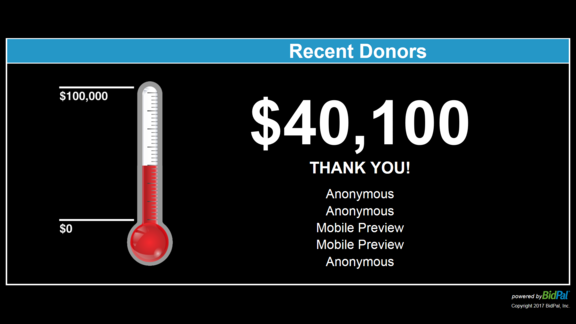 Recent Donors
$100,000
$40,100
THANK YOU!
Anonymous
Anonymous
Mobile Preview
$0
Mobile Preview
Anonymous
powered by BidPal
Copyright 2017 BidPal, Inc.